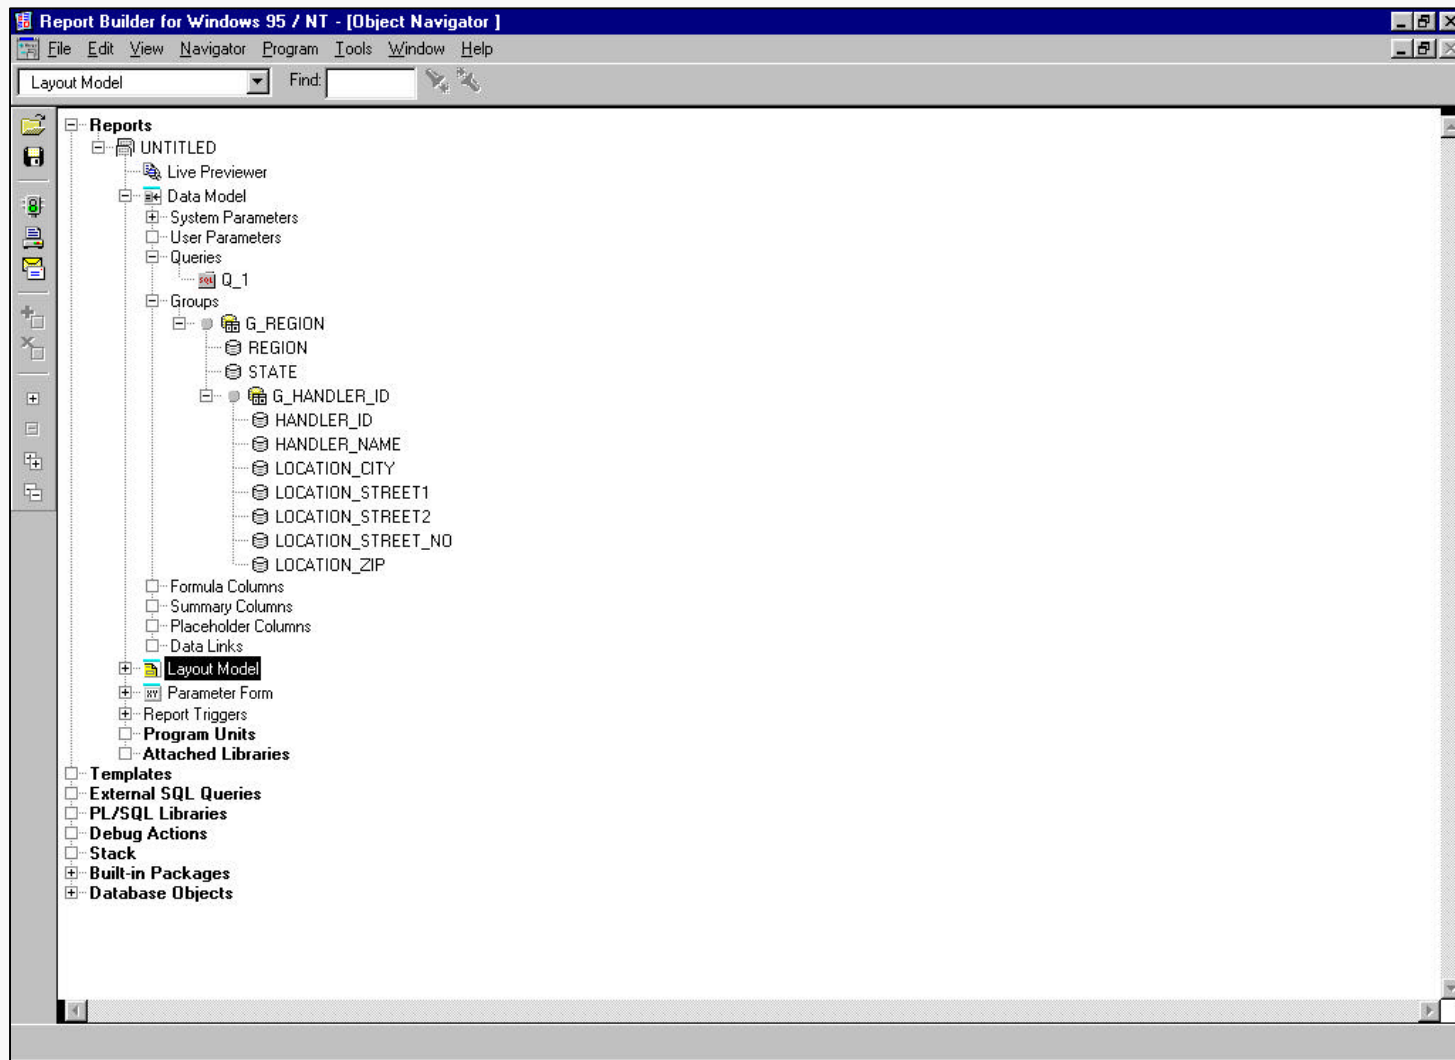 Report Builder for Windows 95 / NT - [Object Navigator ]
File Edit View Navigator Program Tools Window Help
Layout Model Find:
Reports
UNTITLED
Live Previewer
Data Model
System Parameters
User Parameters
Queries
SQL Q_1
Groups
G_REGION
REGION
STATE
G_HANDLER_ID
HANDLER_ID
HANDLER_NAME
LOCATION_CITY
LOCATION_STREET1
LOCATION_STREET2
LOCATION_STREET_NO
LOCATION_ZIP
Formula Columns
Summary Columns
Placeholder Columns
Data Links
Layout Model
Parameter Form
Report Triggers
Program Units
Attached Libraries
Templates
External SQL Queries
PL/SQL Libraries
Debug Actions
Stack
Built-in Packages
Database Objects